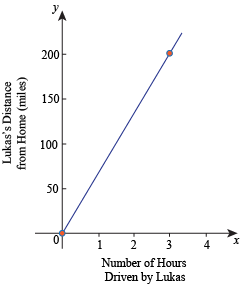 y
200
150
100
50
0
1 2 3 4 x
Lukas's Distance
from Home (miles)
Number of Hours
Driven by Lukas